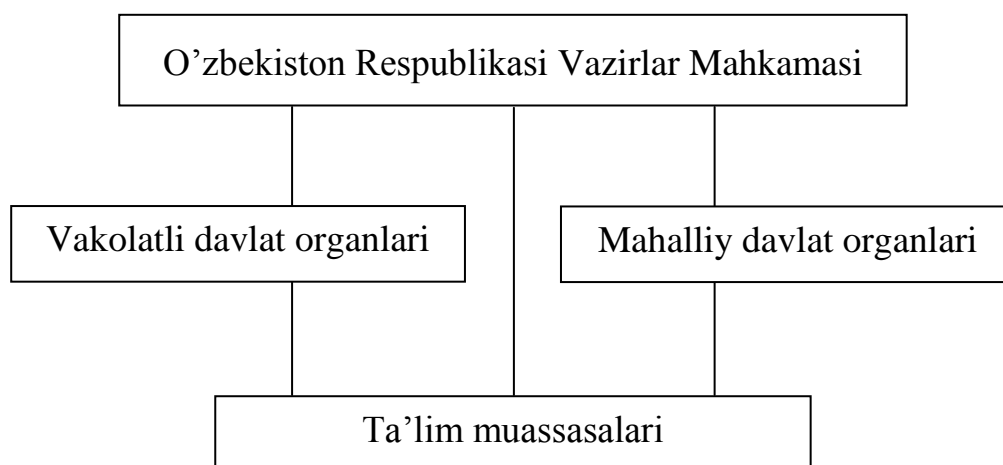 O’zbekiston Respublikasi Vazirlar Mahkamasi
Vakolatli davlat organlari
Mahalliy davlat organlari
Ta’lim muassasalari